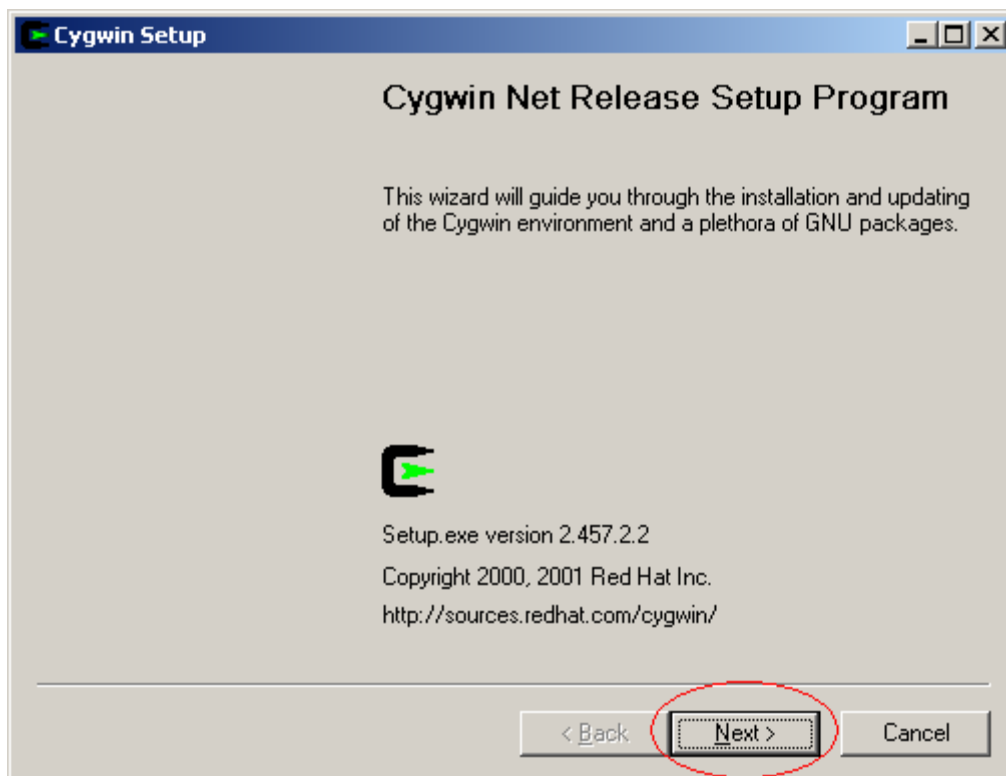 Cygwin Setup
Cygwin Net Release Setup Program
This wizard will guide you through the installation and updating
of the Cygwin environment and a plethora of GNU packages.
Setup.exe version 2.457.2.2
Copyright 2000, 2001 Red Hat Inc.
http://sources.redhat.com/cygwin/
< Back Next > Cancel